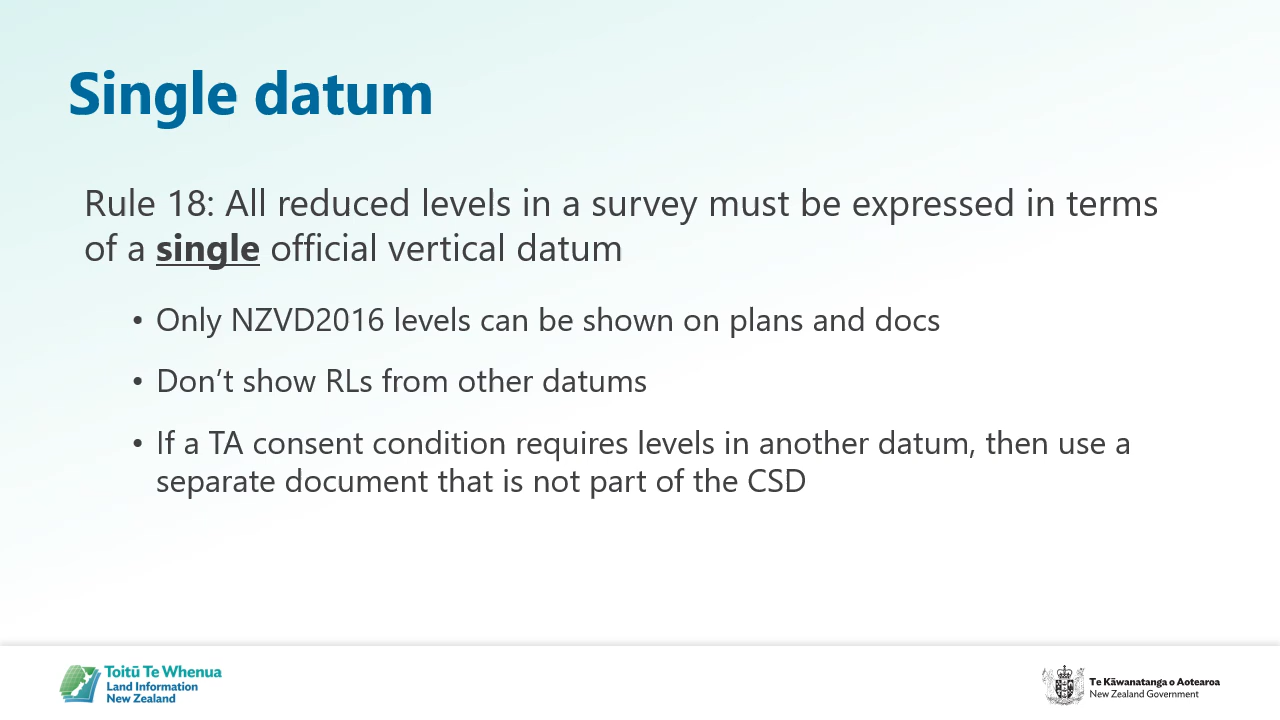 Single datum
Rule 18: All reduced levels in a survey must be expressed in terms
of a single official vertical datum
• Only NZVD2016 levels can be shown on plans and docs
• Don’t show RLs from other datums
• If a TA consent condition requires levels in another datum, then use a
separate document that is not part of the CSD
Toitū Te Whenua
Land Information
New Zealand
Te Kāwanatanga o Aotearoa
New Zealand Government